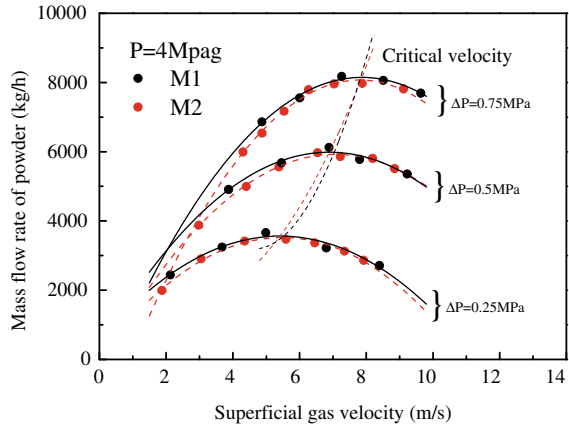 P=4Mpag
M1
M2
Critical velocity
ΔP=0.75MPa
ΔP=0.5MPa
ΔP=0.25MPa
Mass flow rate of powder (kg/h)
10000
8000
6000
4000
2000
0
0 2 4 6 8 10 12 14
Superficial gas velocity (m/s)